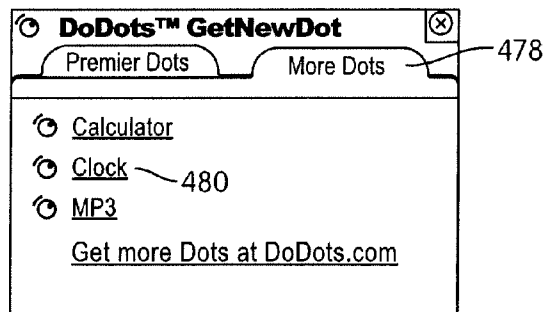 DoDots™ GetNewDot
Premier Dots
More Dots
478
Calculator
Clock
480
MP3
Get more Dots at DoDots.com